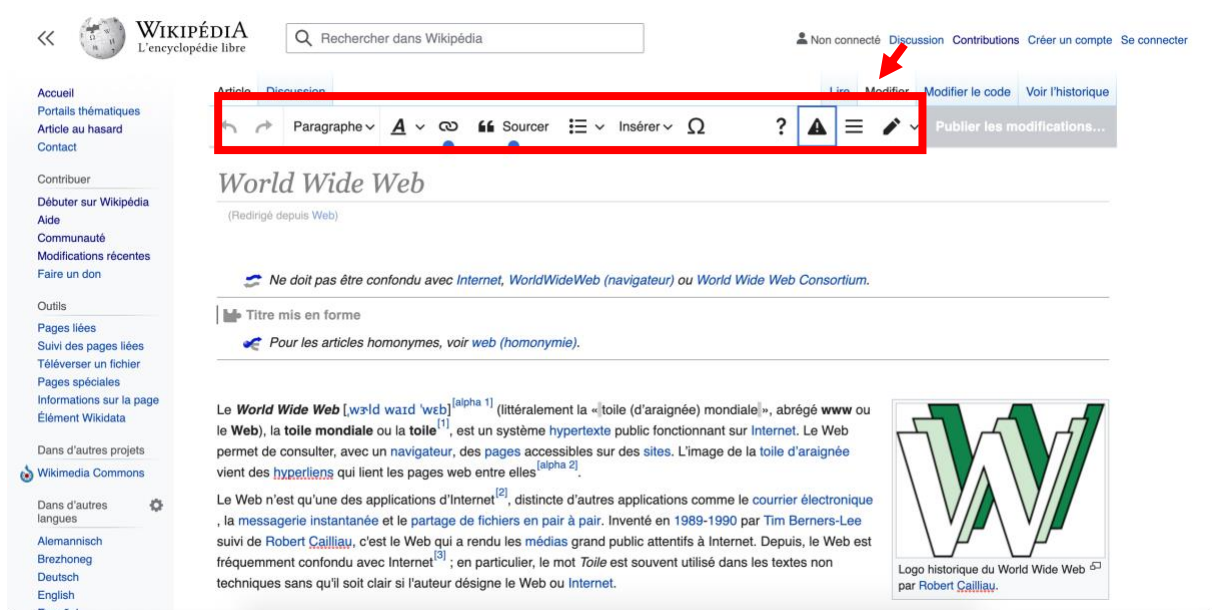 WIKIPÉDIA
L'encyclopédie libre
Rechercher dans Wikipédia
Non connecté Discussion Contributions Créer un compte Se connecter
Accueil
Portails thématiques
Article au hasard
Contact
Contribuer
Débuter sur Wikipédia
Aide
Communauté
Modifications récentes
Faire un don
Outils
Pages liées
Suivi des pages liées
Téléverser un fichier
Pages spéciales
Informations sur la page
Élément Wikidata
Dans d'autres projets
Wikimedia Commons
Dans d'autres
langues
Alemannisch
Brezhoneg
Deutsch
English
Article Discussion
Lire Modifier Modifier le code Voir l'historique
Paragraphe A Sourcer Insérer Ω ? Publier les modifications...
World Wide Web
(Redirigé depuis Web)
Ne doit pas être confondu avec Internet, WorldWideWeb (navigateur) ou World Wide Web Consortium.
Titre mis en forme
Pour les articles homonymes, voir web (homonymie).
Le World Wide Web [ˌwɜːld waɪd ˈwɛb][alpha 1] (littéralement la « toile (d'araignée) mondiale », abrégé www ou
le Web), la toile mondiale ou la toile[1], est un système hypertexte public fonctionnant sur Internet. Le Web
permet de consulter, avec un navigateur, des pages accessibles sur des sites. L'image de la toile d'araignée
vient des hyperliens qui lient les pages web entre elles[alpha 2].
Le Web n'est qu'une des applications d'Internet[2], distincte d'autres applications comme le courrier électronique
, la messagerie instantanée et le partage de fichiers en pair à pair. Inventé en 1989-1990 par Tim Berners-Lee
suivi de Robert Cailliau, c'est le Web qui a rendu les médias grand public attentifs à Internet. Depuis, le Web est
fréquemment confondu avec Internet[3] ; en particulier, le mot Toile est souvent utilisé dans les textes non
techniques sans qu'il soit clair si l'auteur désigne le Web ou Internet.
Logo historique du World Wide Web
par Robert Cailliau.